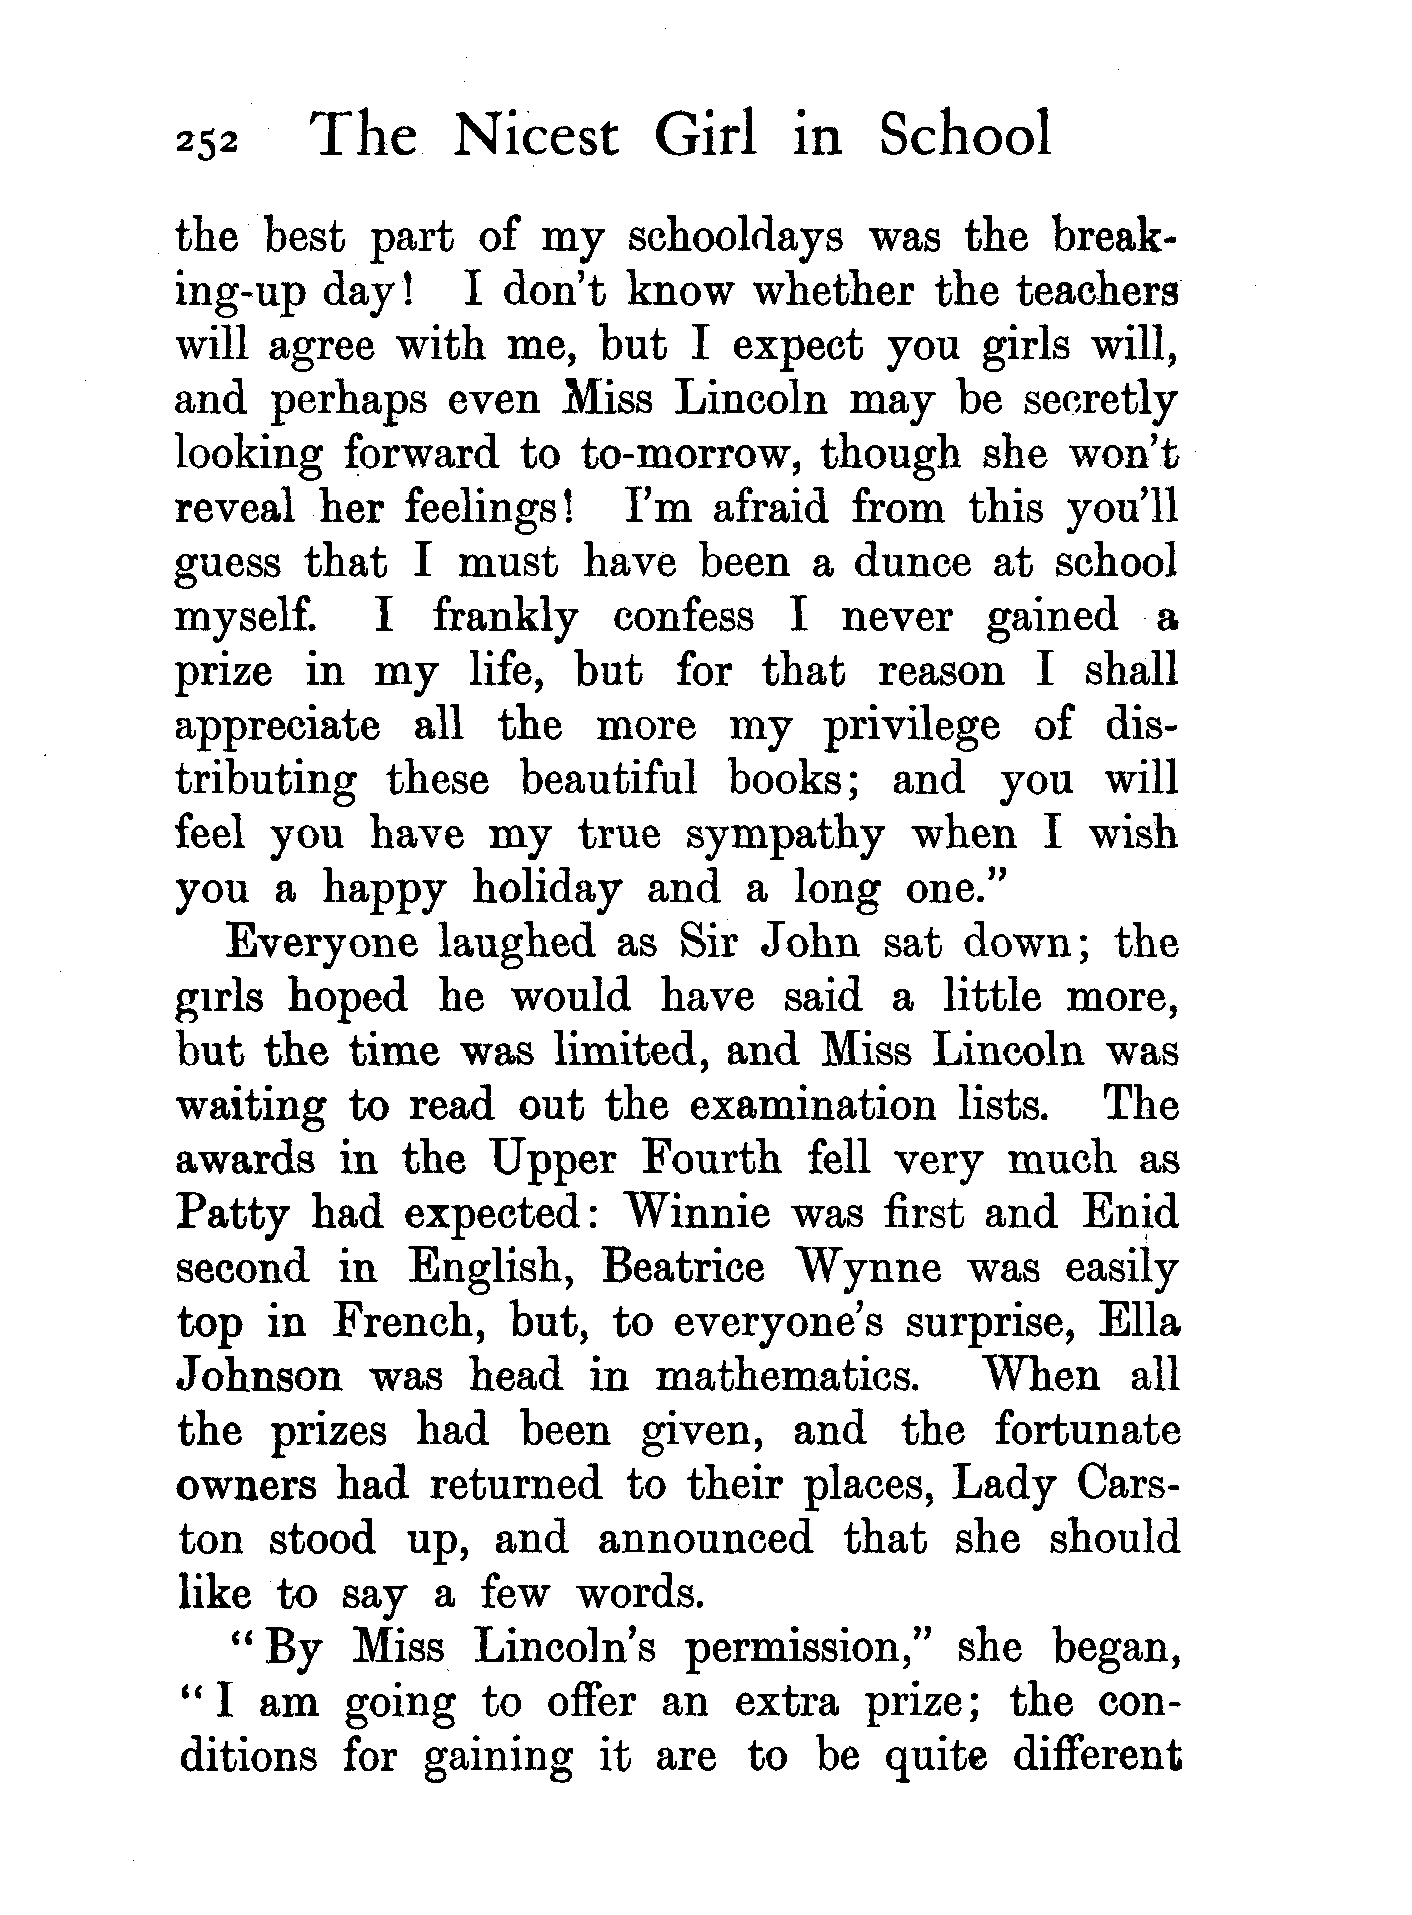 252 The Nicest Girl in School
the best part of my schooldays was the break-
ing-up day! I don't know whether the teachers
will agree with me, but I expect you girls will,
and perhaps even Miss Lincoln may be secretly
looking forward to to-morrow, though she won't
reveal her feelings! I'm afraid from this you'll
guess that I must have been a dunce at school
myself. I frankly confess I never gained a
prize in my life, but for that reason I shall
appreciate all the more my privilege of dis-
tributing these beautiful books; and you will
feel you have my true sympathy when I wish
you a happy holiday and a long one."
Everyone laughed as Sir John sat down; the
girls hoped he would have said a little more,
but the time was limited, and Miss Lincoln was
waiting to read out the examination lists. The
awards in the Upper Fourth fell very much as
Patty had expected: Winnie was first and Enid
second in English, Beatrice Wynne was easily
top in French, but, to everyone's surprise, Ella
Johnson was head in mathematics. When all
the prizes had been given, and the fortunate
owners had returned to their places, Lady Cars-
ton stood up, and announced that she should
like to say a few words.
"By Miss Lincoln's permission," she began,
"I am going to offer an extra prize; the con-
ditions for gaining it are to be quite different